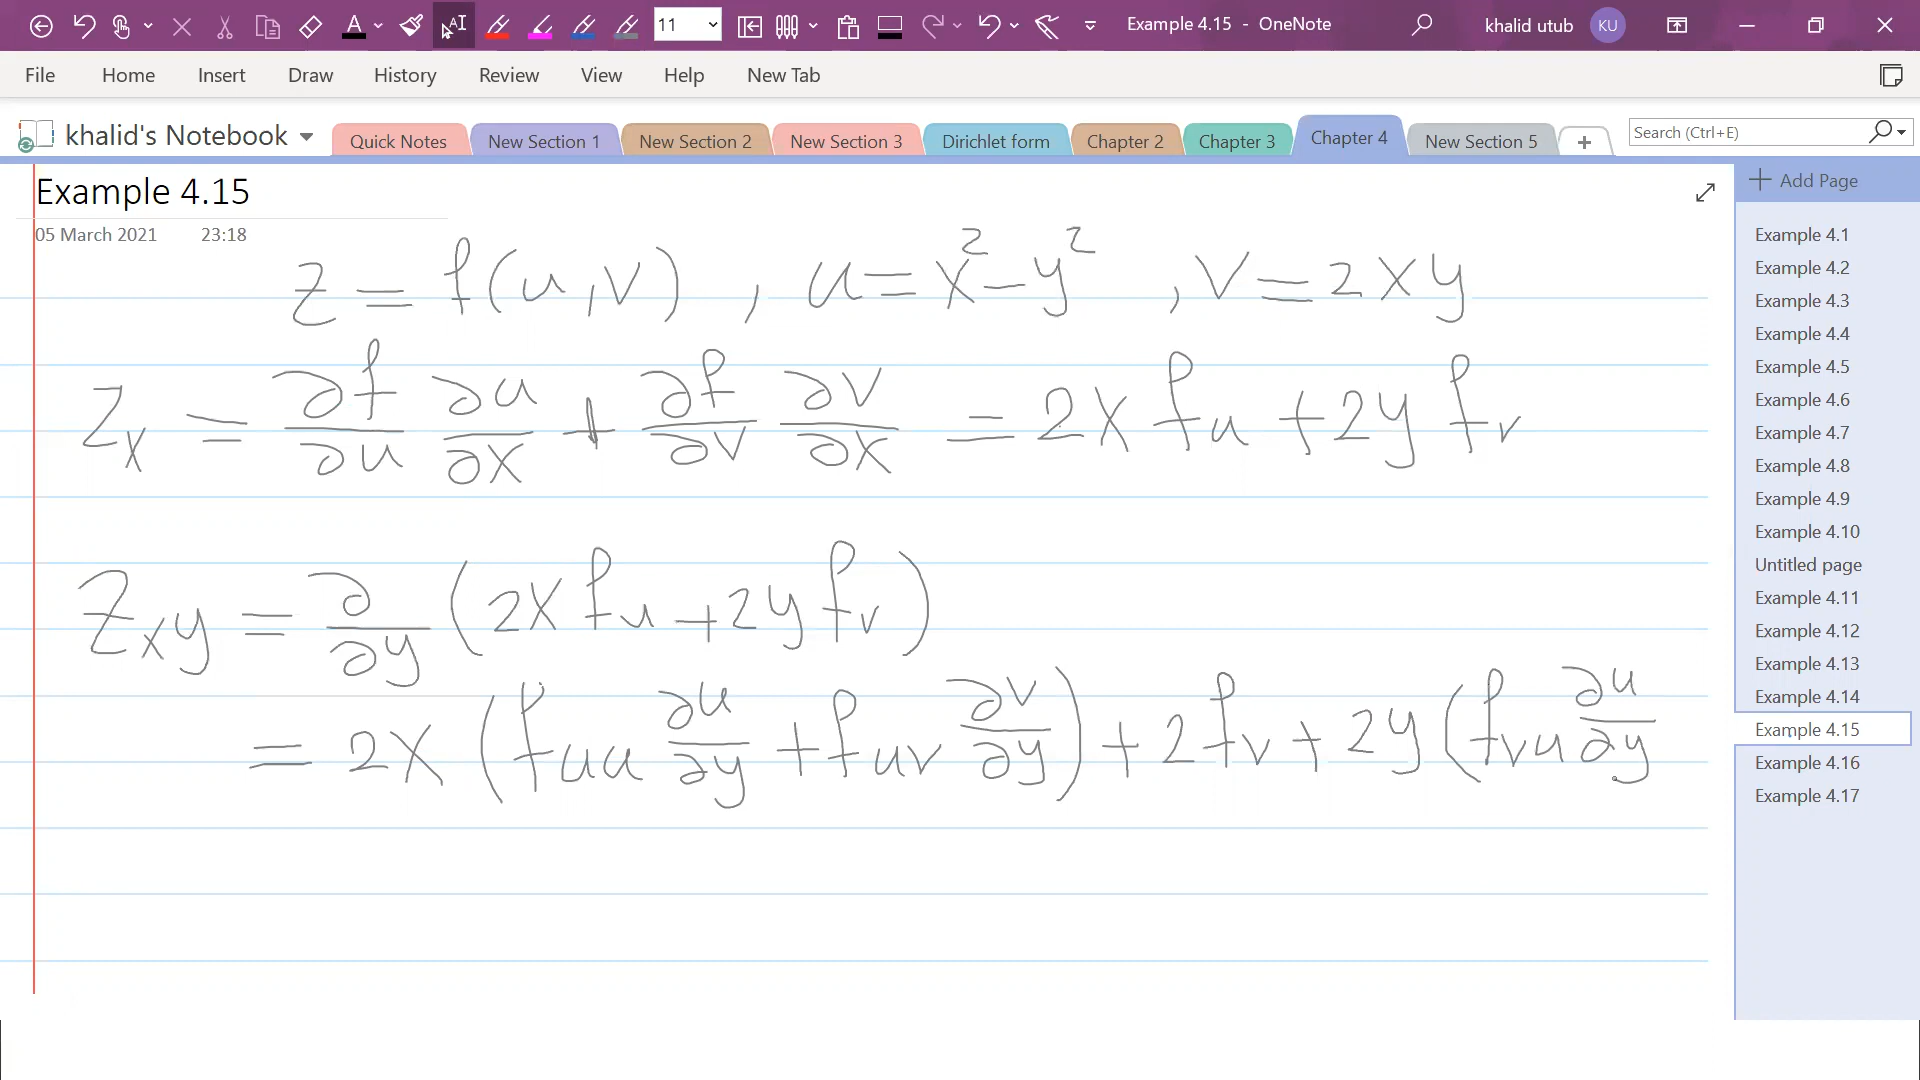 11 Example 4.15 - OneNote khalid utub KU
File Home Insert Draw History Review View Help New Tab
khalid's Notebook Quick Notes New Section 1 New Section 2 New Section 3 Dirichlet form Chapter 2 Chapter 3 Chapter 4 New Section 5 + Search (Ctrl+E)
Example 4.15
05 March 2021 23:18
z = f(u,v) , u = x² - y² , v = 2xy
Z_x = ∂f/∂u ∂u/∂x + ∂f/∂v ∂v/∂x = 2x f_u + 2y f_v
Z_xy = ∂/∂y (2x f_u + 2y f_v)
= 2x (f_uu ∂u/∂y + f_uv ∂v/∂y) + 2 f_v + 2y (f_vu ∂u/∂y
Add Page
Example 4.1
Example 4.2
Example 4.3
Example 4.4
Example 4.5
Example 4.6
Example 4.7
Example 4.8
Example 4.9
Example 4.10
Untitled page
Example 4.11
Example 4.12
Example 4.13
Example 4.14
Example 4.15
Example 4.16
Example 4.17